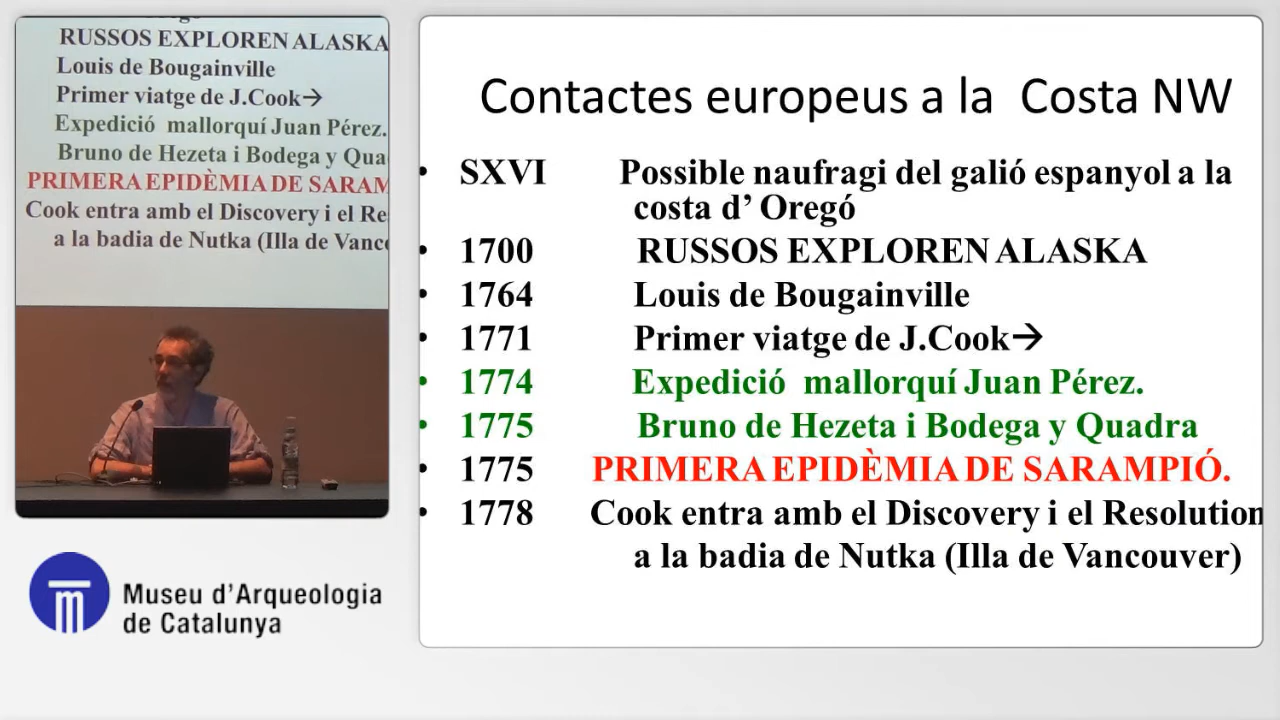 RUSSOS EXPLOREN ALASKA
Louis de Bougainville
Primer viatge de J.Cook→
Expedició mallorquí Juan Pérez.
Bruno de Hezeta i Bodega y Qua
PRIMERA EPIDÈMIA DE SARAM
Cook entra amb el Discovery i el Re
a la badia de Nutka (Illa de Vanc
Museu d'Arqueologia
de Catalunya
Contactes europeus a la Costa NW
• SXVI Possible naufragi del galió espanyol a la
costa d' Oregó
• 1700 RUSSOS EXPLOREN ALASKA
• 1764 Louis de Bougainville
• 1771 Primer viatge de J.Cook→
• 1774 Expedició mallorquí Juan Pérez.
• 1775 Bruno de Hezeta i Bodega y Quadra
• 1775 PRIMERA EPIDÈMIA DE SARAMPIÓ.
• 1778 Cook entra amb el Discovery i el Resolution
a la badia de Nutka (Illa de Vancouver)